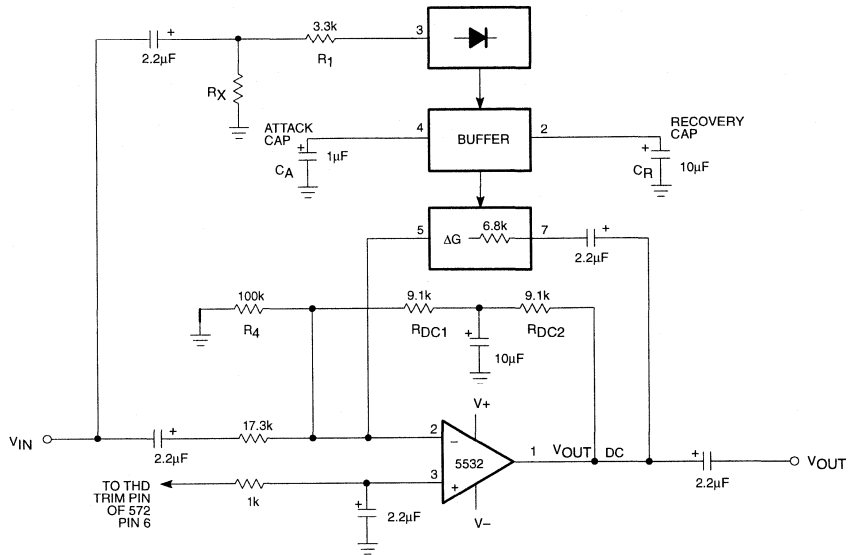 2.2µF
+
3.3k
R1
3
RX
ATTACK
CAP
+
1µF
CA
4
BUFFER
2
RECOVERY
CAP
+
CR
10µF
5
ΔG
6.8k
7
+
2.2µF
100k
R4
9.1k
RDC1
9.1k
RDC2
+
10µF
VIN
+
2.2µF
17.3k
2
−
V+
5532
1
VOUT DC
+
2.2µF
VOUT
3
+
V−
TO THD
TRIM PIN
OF 572
PIN 6
1k
+
2.2µF